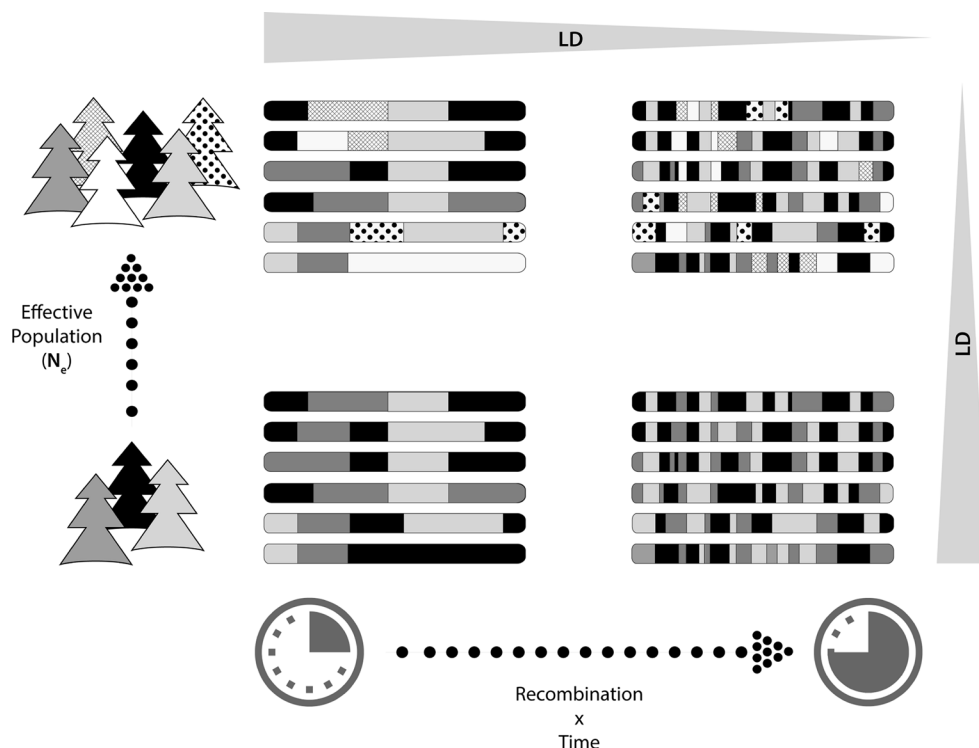 LD
Effective
Population
(Ne)
LD
Recombination
x
Time